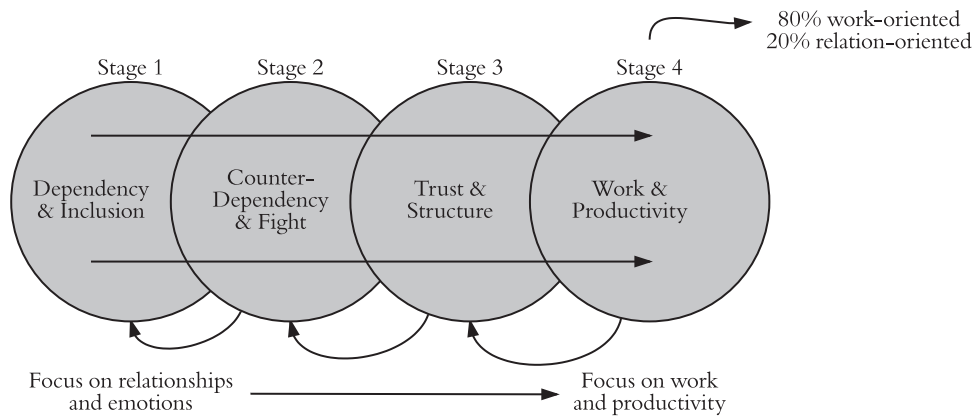 80% work-oriented
20% relation-oriented
Stage 1
Stage 2
Stage 3
Stage 4
Dependency
& Inclusion
Counter-
Dependency
& Fight
Trust &
Structure
Work &
Productivity
Focus on relationships
and emotions
Focus on work
and productivity